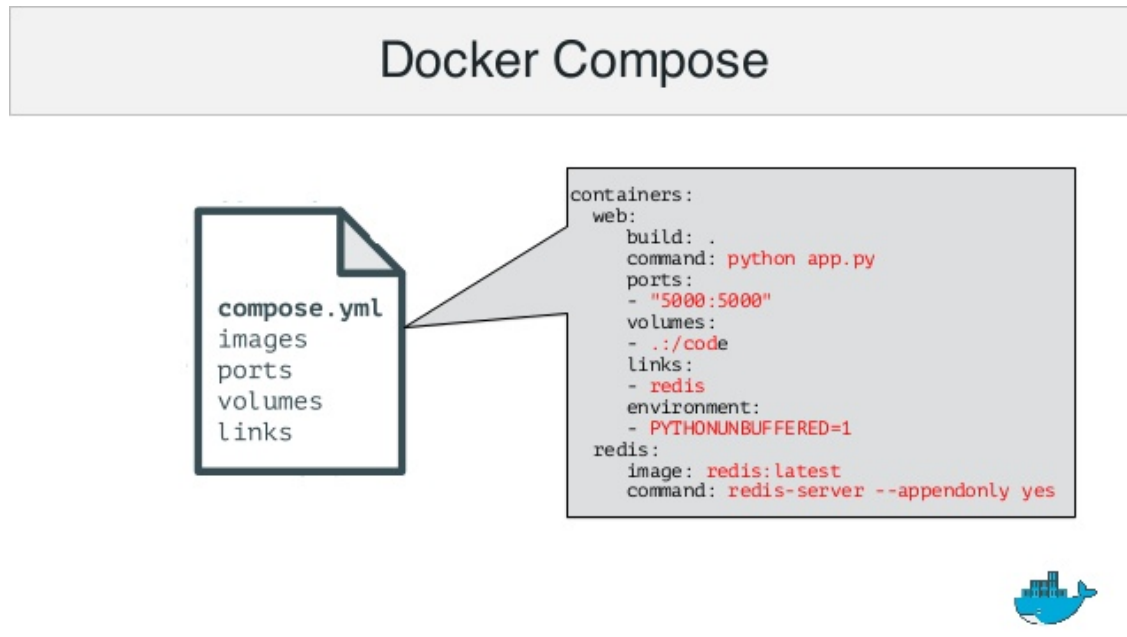 Docker Compose
compose.yml
images
ports
volumes
links
containers:
  web:
     build: .
     command: python app.py
     ports:
     - "5000:5000"
     volumes:
     - .:/code
     links:
     - redis
     environment:
     - PYTHONUNBUFFERED=1
  redis:
     image: redis:latest
     command: redis-server --appendonly yes